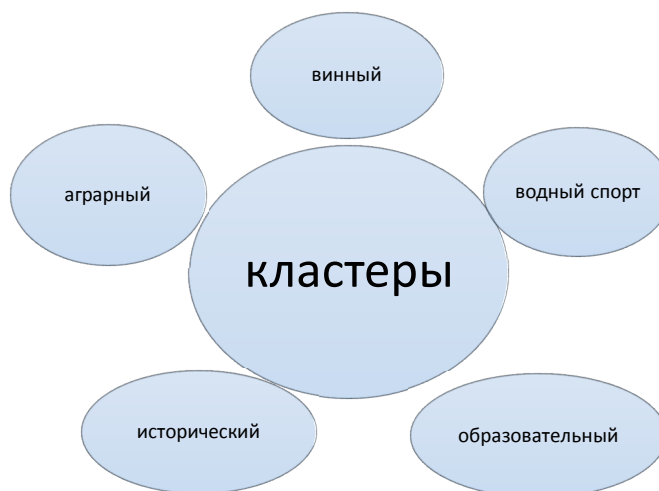 винный
аграрный
водный спорт
кластеры
исторический
образовательный